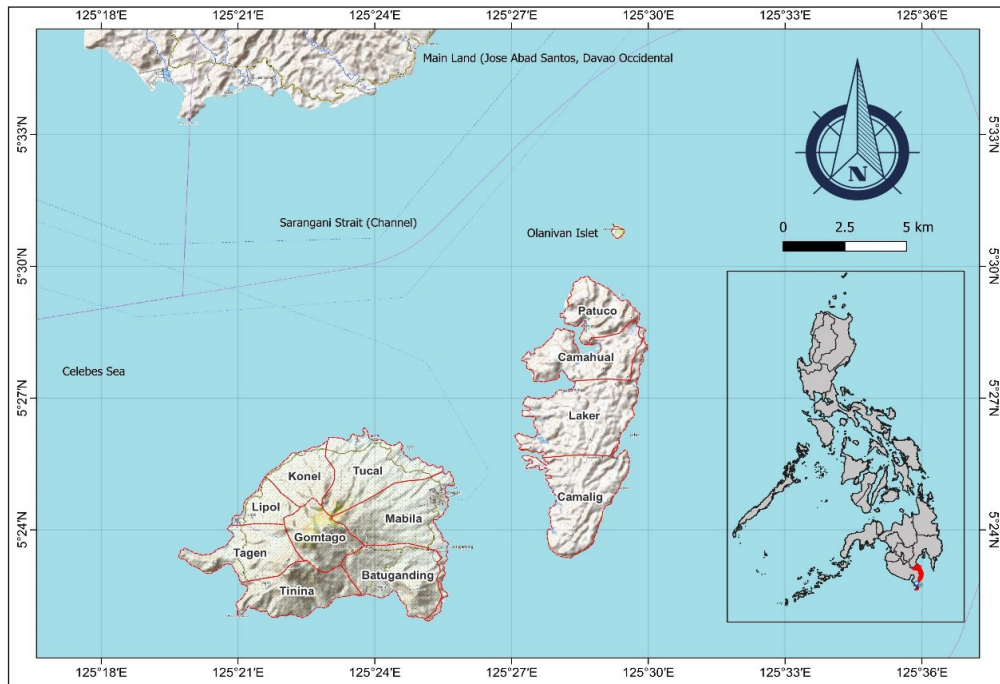 125°18'E 125°21'E 125°24'E 125°27'E 125°30'E 125°33'E 125°36'E
Main Land (Jose Abad Santos, Davao Occidental
5°33'N 5°33'N
N
Sarangani Strait (Channel)
Olanivan Islet
0 2.5 5 km
5°30'N 5°30'N
Patuco
Camahual
Celebes Sea
5°27'N 5°27'N
Laker
Tucal
Konel
Camalig
Lipol
Mabila
5°24'N 5°24'N
Gomtago
Tagen
Batuganding
Tinina
125°18'E 125°21'E 125°24'E 125°27'E 125°30'E 125°33'E 125°36'E